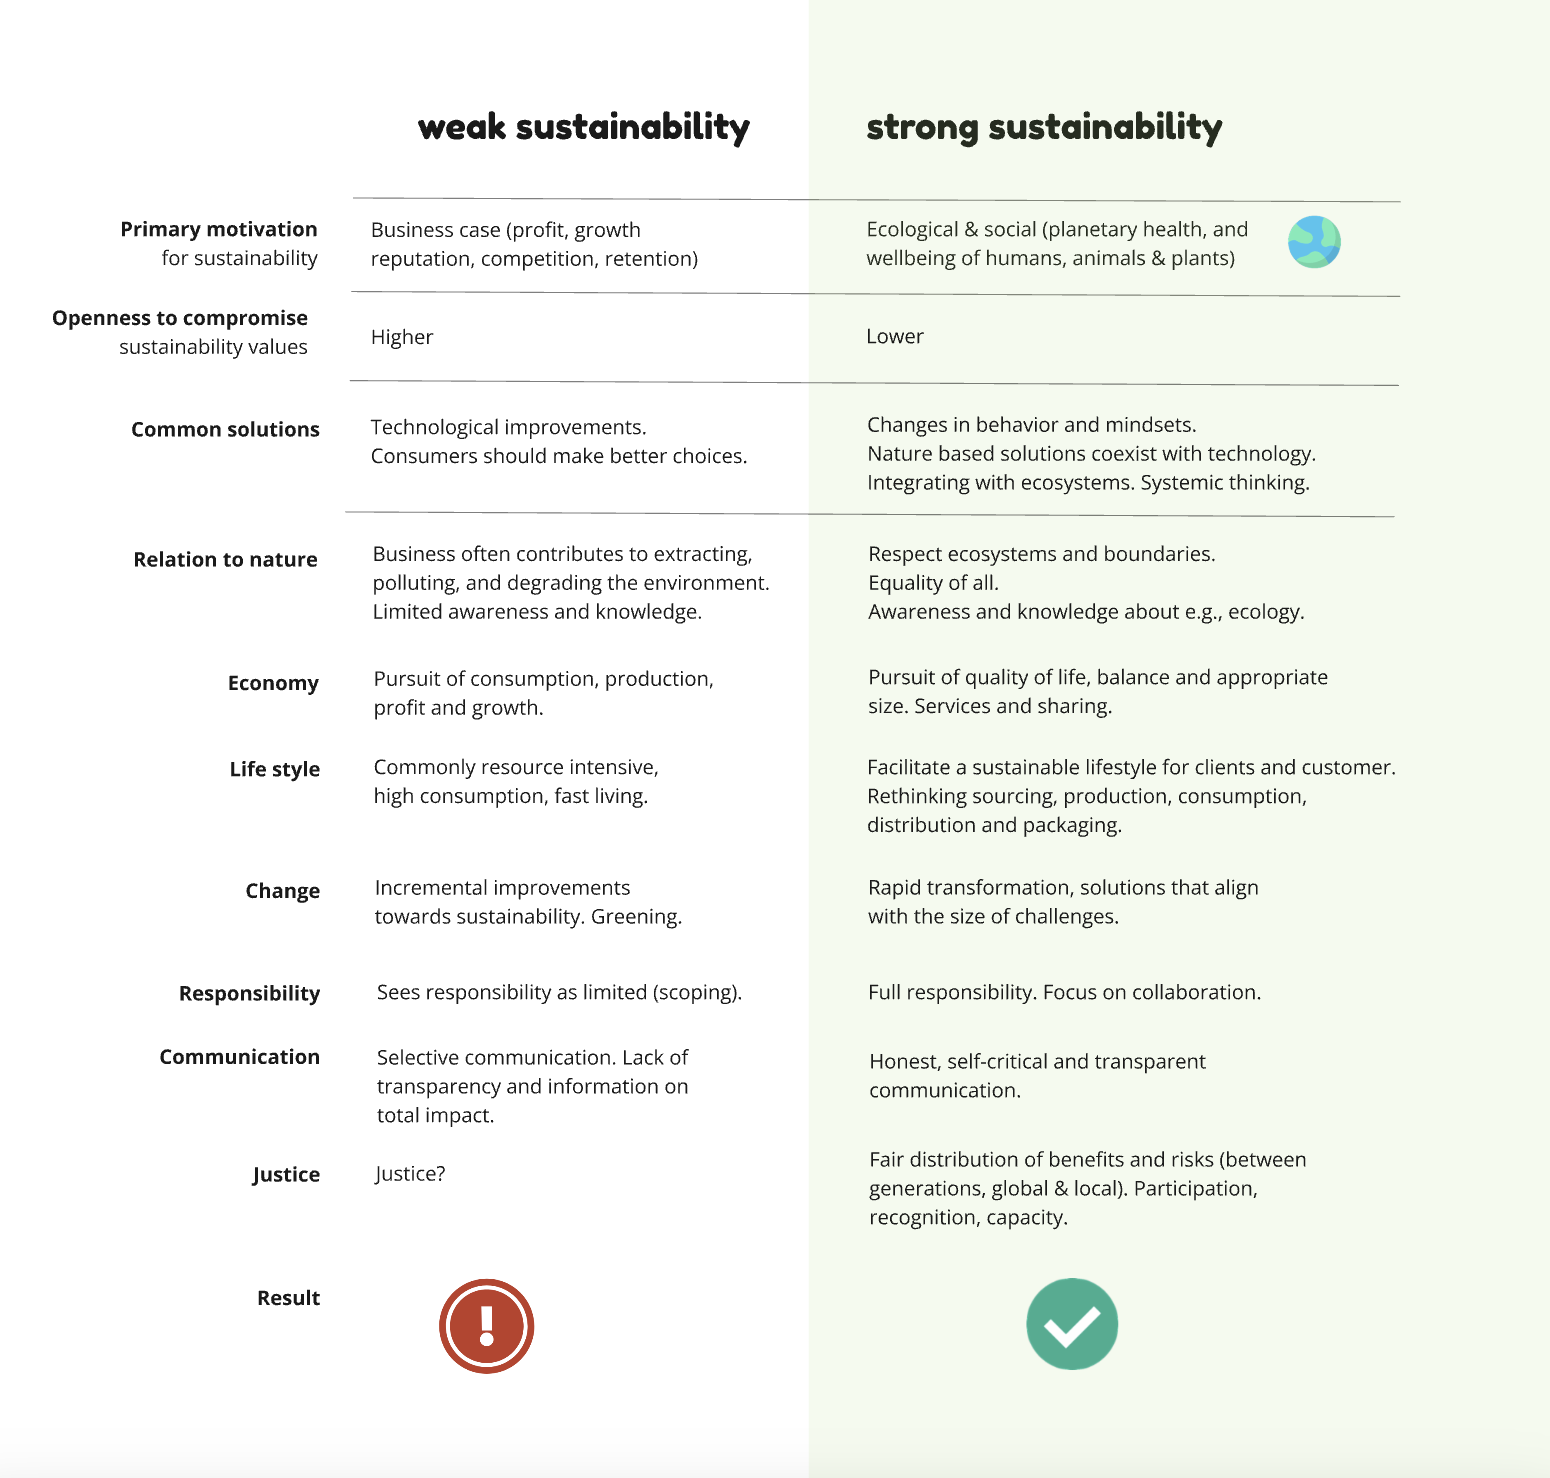 weak sustainability
strong sustainability
Primary motivation
for sustainability
Business case (profit, growth
reputation, competition, retention)
Ecological & social (planetary health, and
wellbeing of humans, animals & plants)
Openness to compromise
sustainability values
Higher
Lower
Common solutions
Technological improvements.
Consumers should make better choices.
Changes in behavior and mindsets.
Nature based solutions coexist with technology.
Integrating with ecosystems. Systemic thinking.
Relation to nature
Business often contributes to extracting,
polluting, and degrading the environment.
Limited awareness and knowledge.
Respect ecosystems and boundaries.
Equality of all.
Awareness and knowledge about e.g., ecology.
Economy
Pursuit of consumption, production,
profit and growth.
Pursuit of quality of life, balance and appropriate
size. Services and sharing.
Life style
Commonly resource intensive,
high consumption, fast living.
Facilitate a sustainable lifestyle for clients and customer.
Rethinking sourcing, production, consumption,
distribution and packaging.
Change
Incremental improvements
towards sustainability. Greening.
Rapid transformation, solutions that align
with the size of challenges.
Responsibility
Sees responsibility as limited (scoping).
Full responsibility. Focus on collaboration.
Communication
Selective communication. Lack of
transparency and information on
total impact.
Honest, self-critical and transparent
communication.
Justice
Justice?
Fair distribution of benefits and risks (between
generations, global & local). Participation,
recognition, capacity.
Result
!